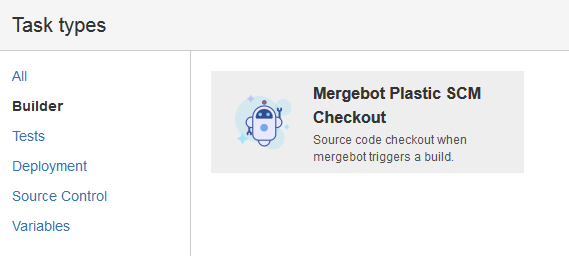 Task types
All
Builder
Tests
Deployment
Source Control
Variables
Mergebot Plastic SCM
Checkout
Source code checkout when
mergebot triggers a build.